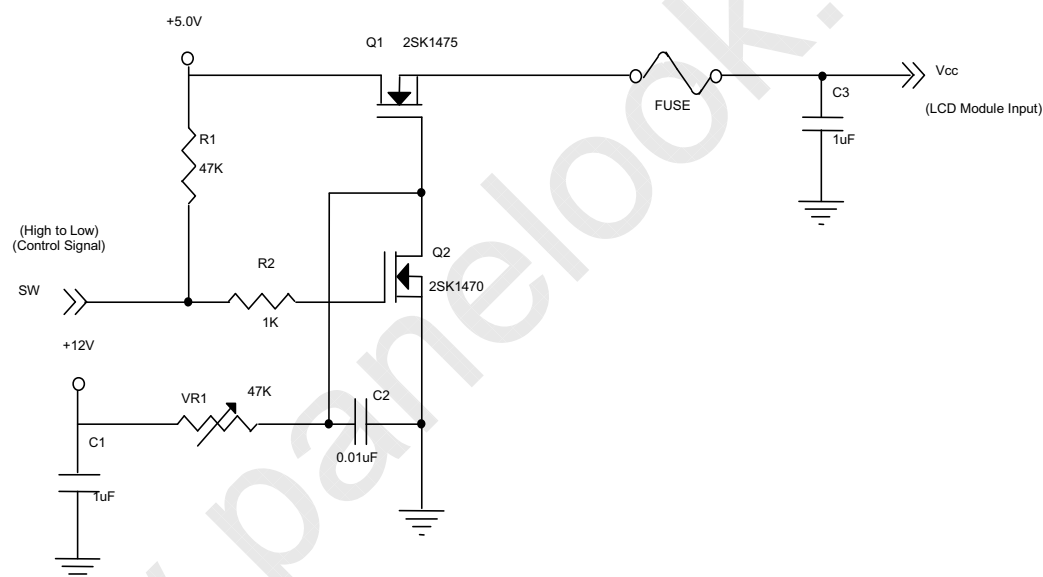 +5.0V
Q1 2SK1475
Vcc
C3
FUSE
(LCD Module Input)
R1
1uF
47K
(High to Low)
(Control Signal)
Q2
R2
SW
2SK1470
1K
+12V
VR1
47K
C2
C1
0.01uF
1uF
panelook.